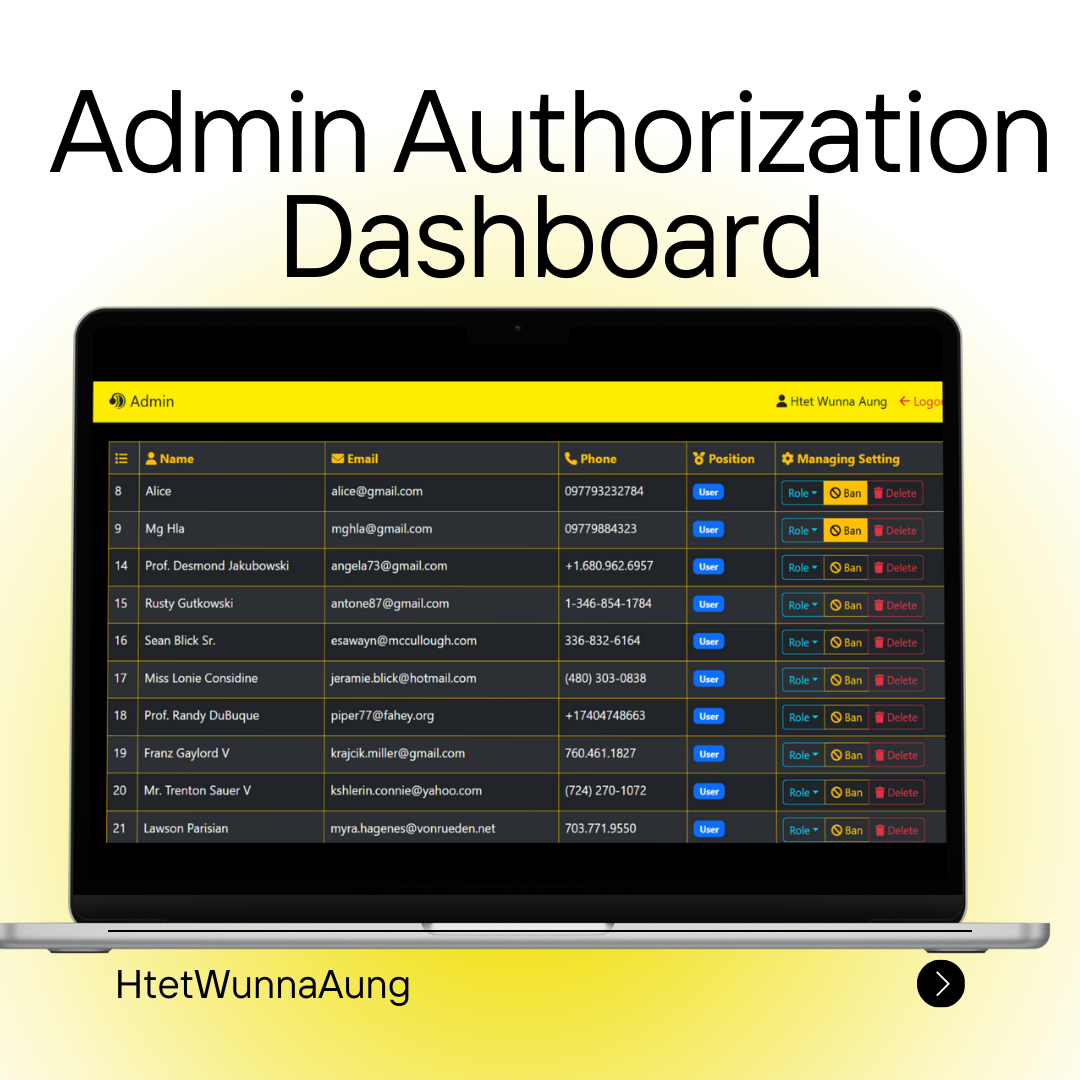 Admin Authorization
Dashboard
Admin Htet Wunna Aung Logou
Name Email Phone Position Managing Setting
8 Alice alice@gmail.com 097793232784 User Role Ban Delete
9 Mg Hla mghla@gmail.com 09779884323 User Role Ban Delete
14 Prof. Desmond Jakubowski angela73@gmail.com +1.680.962.6957 User Role Ban Delete
15 Rusty Gutkowski antone87@gmail.com 1-346-854-1784 User Role Ban Delete
16 Sean Blick Sr. esawayn@mccullough.com 336-832-6164 User Role Ban Delete
17 Miss Lonie Considine jeramie.blick@hotmail.com (480) 303-0838 User Role Ban Delete
18 Prof. Randy DuBuque piper77@fahey.org +17404748663 User Role Ban Delete
19 Franz Gaylord V krajcik.miller@gmail.com 760.461.1827 User Role Ban Delete
20 Mr. Trenton Sauer V kshlerin.connie@yahoo.com (724) 270-1072 User Role Ban Delete
21 Lawson Parisian myra.hagenes@vonrueden.net 703.771.9550 User Role Ban Delete
HtetWunnaAung